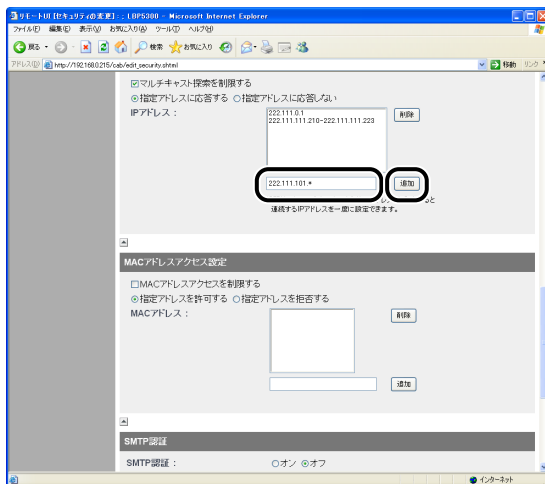 リモートUI [セキュリティの変更] : : LBP5300 - Microsoft Internet Explorer
ファイル(F) 編集(E) 表示(V) お気に入り(A) ツール(T) ヘルプ(H)
戻る 検索 お気に入り
アドレス(D) http://192.168.0.215/cab/edit_security.shtml 移動 リンク
マルチキャスト探索を制限する
指定アドレスに応答する 指定アドレスに応答しない
IPアドレス：
222.111.0.1
222.111.111.210-222.111.111.223
削除
222.111.101.*
追加
と
連続するIPアドレスを一度に設定できます。
MACアドレスアクセス設定
MACアドレスアクセスを制限する
指定アドレスを許可する 指定アドレスを拒否する
MACアドレス：
削除
追加
SMTP認証
SMTP認証： オン オフ
インターネット